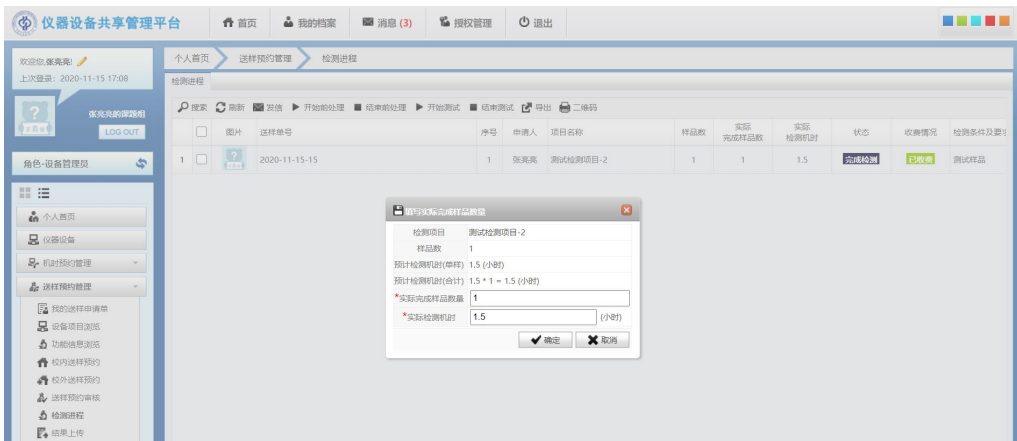 仪器设备共享管理平台 首页 我的档案 消息 (3) 授权管理 退出
欢迎您,张亮亮!
上次登录: 2020-11-15 17:08
张亮亮的课题组
LOG OUT
角色-设备管理员
个人首页
仪器设备
机时预约管理
送样预约管理
我的送样申请单
设备项目浏览
功能信息浏览
校内送样预约
校外送样预约
送样预约审核
检测进程
结果上传
个人首页 送样预约管理 检测进程
检测进程
搜索 刷新 发信 开始前处理 结束前处理 开始测试 结束测试 导出 二维码
图片 送样单号 序号 申请人 项目名称 样品数 实际完成样品数 实际检测机时 状态 收费情况 检测条件及要求
1 2020-11-15-15 1 张亮亮 测试检测项目-2 1 1 1.5 完成检测 已收费 测试样品
填写实际完成样品数量
检测项目 测试检测项目-2
样品数 1
预计检测机时(单样) 1.5 (小时)
预计检测机时(合计) 1.5 * 1 = 1.5 (小时)
*实际完成样品数量 1
*实际检测机时 1.5 (小时)
确定 取消